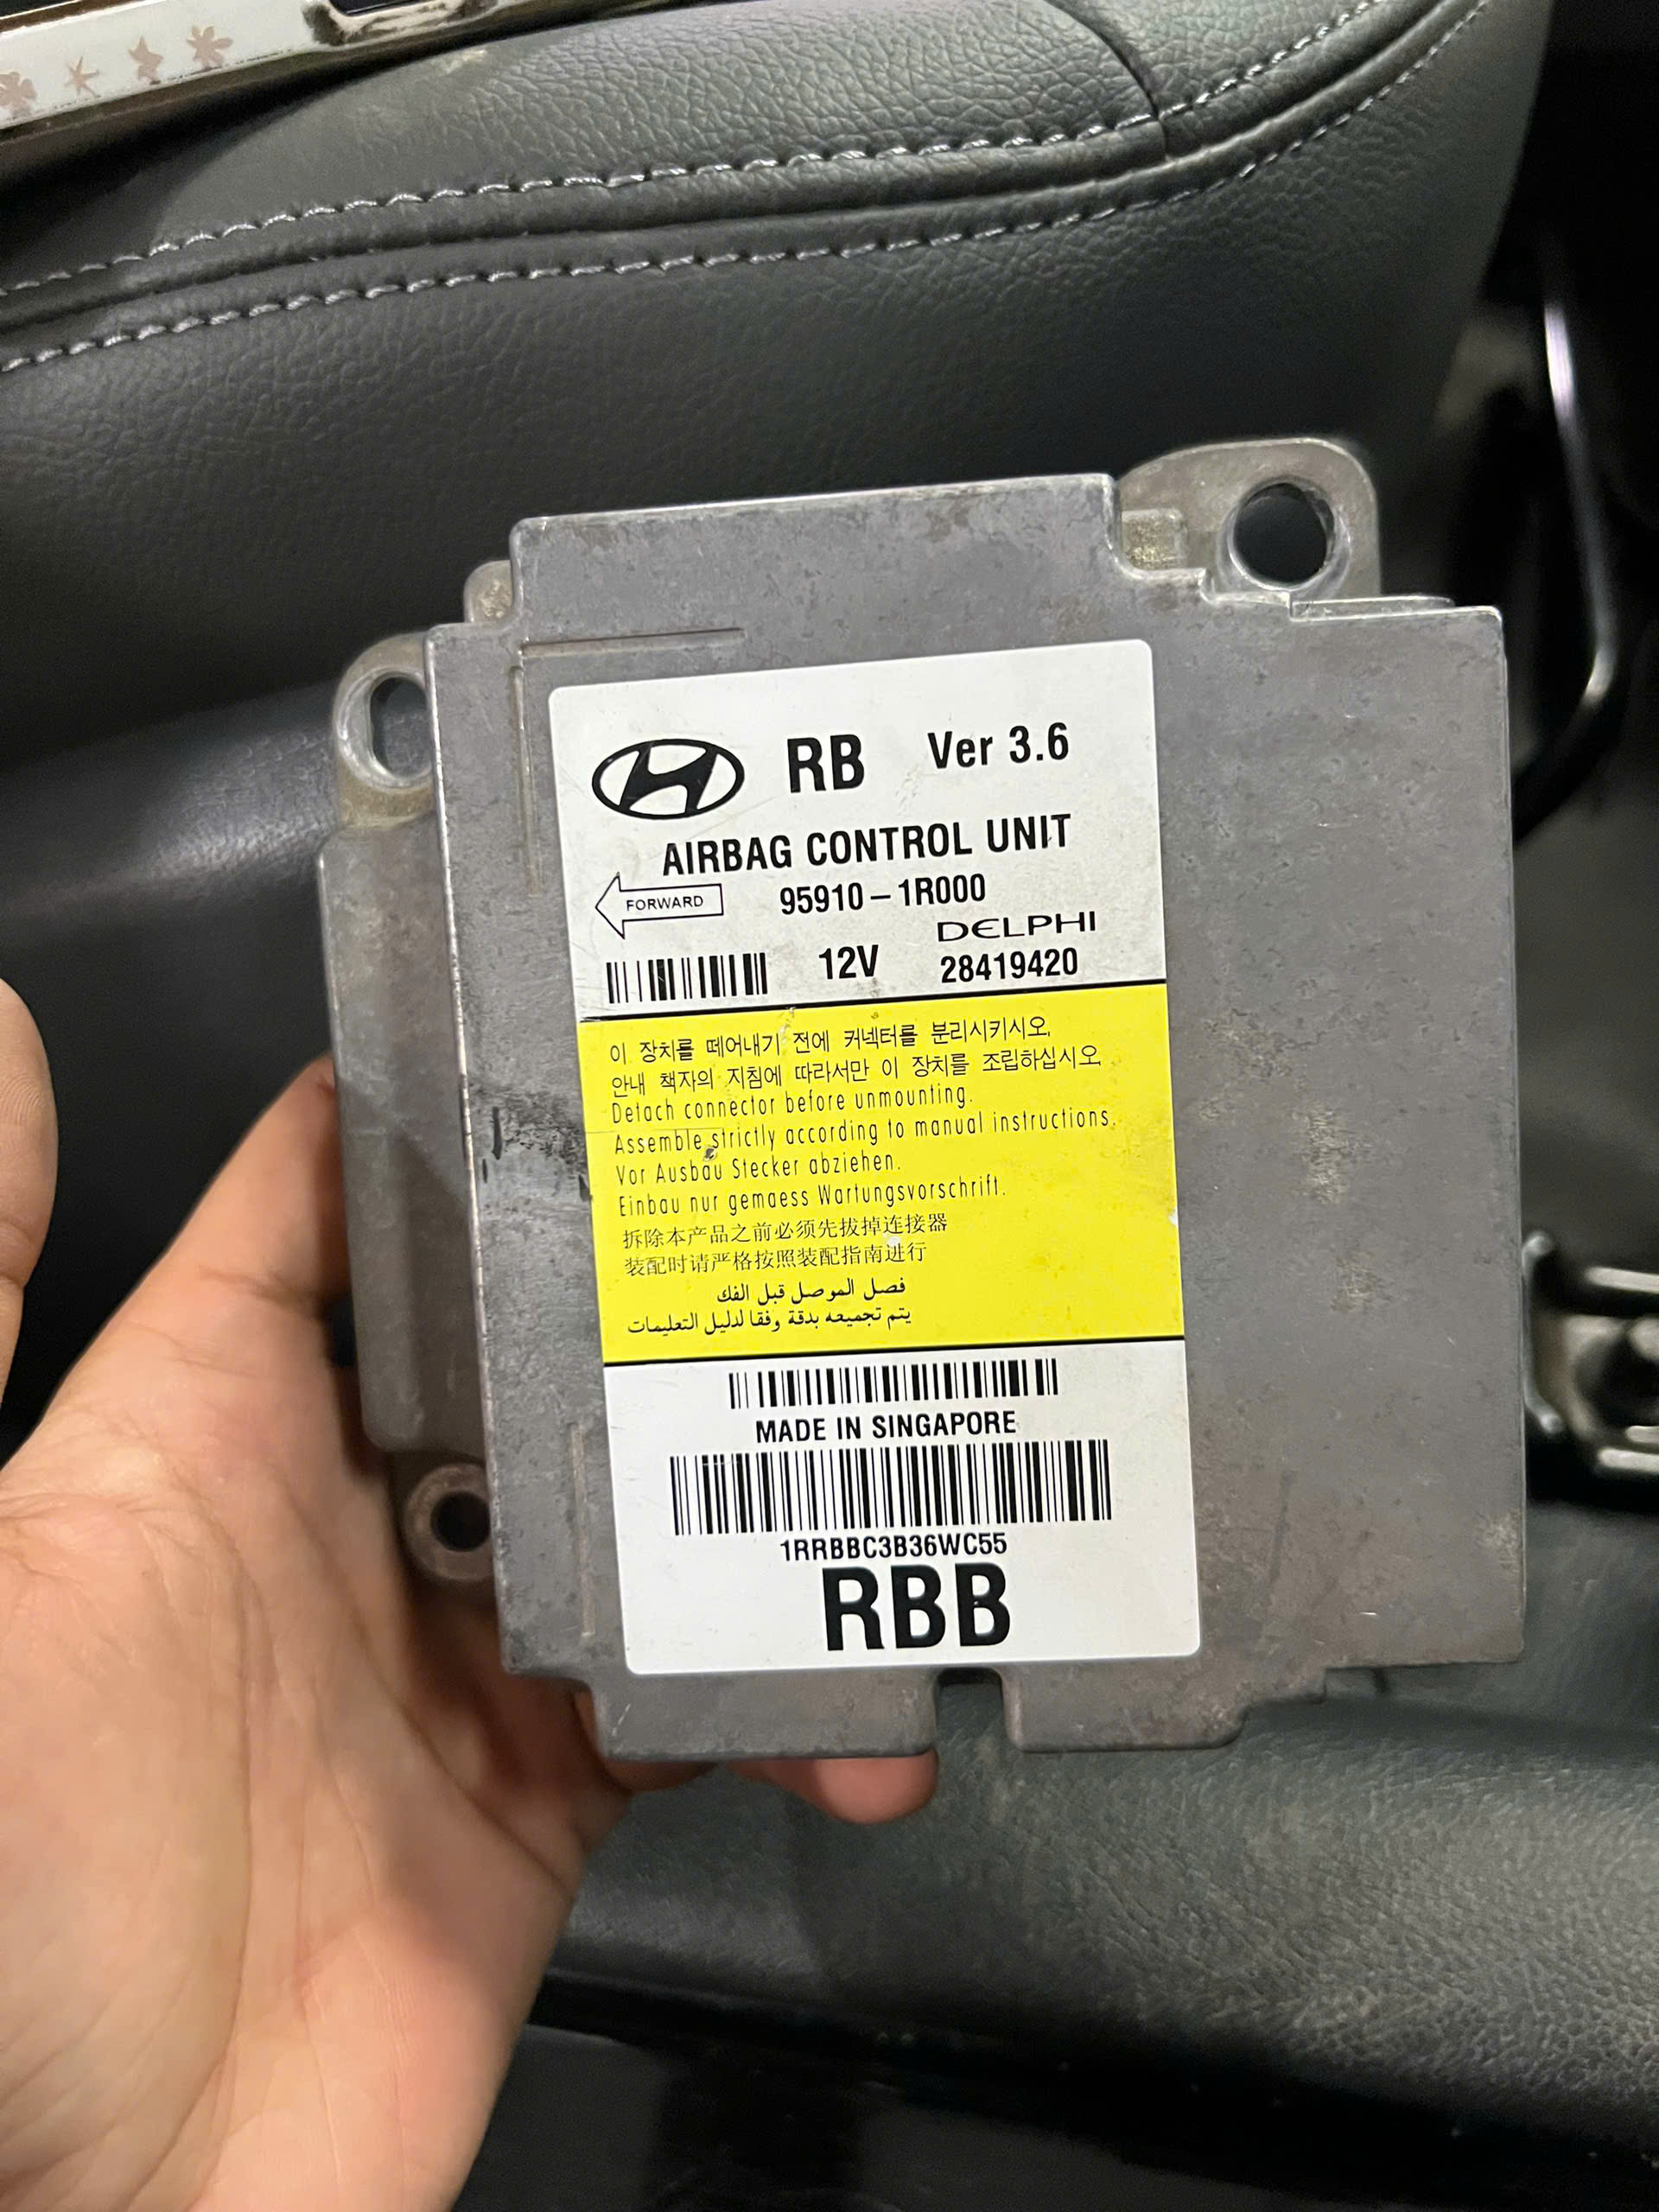 RB Ver 3.6
AIRBAG CONTROL UNIT
FORWARD 95910-1R000
DELPHI
12V 28419420
이 장치를 떼어내기 전에 커넥터를 분리시키시오.
안내 책자의 지침에 따라서만 이 장치를 조립하십시오
Detach connector before unmounting.
Assemble strictly according to manual instructions.
Vor Ausbau Stecker abziehen.
Einbau nur gemaess Wartungsvorschrift.
拆除本产品之前必须先拔掉连接器
装配时请严格按照装配指南进行
فصل الموصل قبل الفك
يتم تجميعه بدقة وفقا لدليل التعليمات
MADE IN SINGAPORE
1RRBBC3B36WC55
RBB